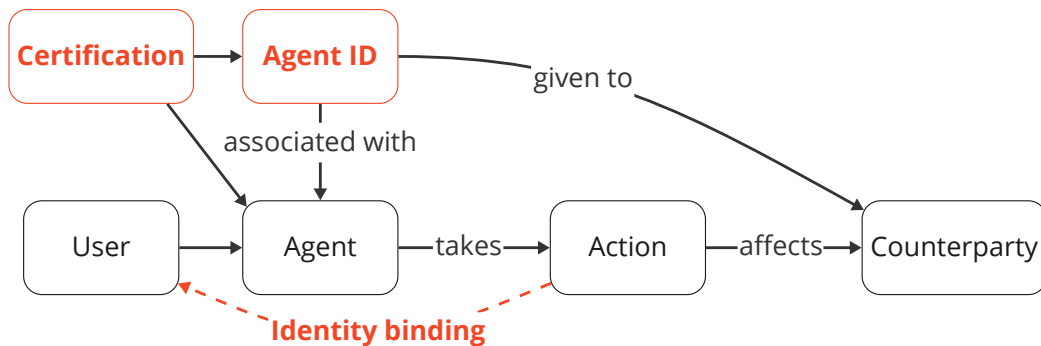 Certification
Agent ID
given to
associated with
User
Agent
takes
Action
affects
Counterparty
Identity binding